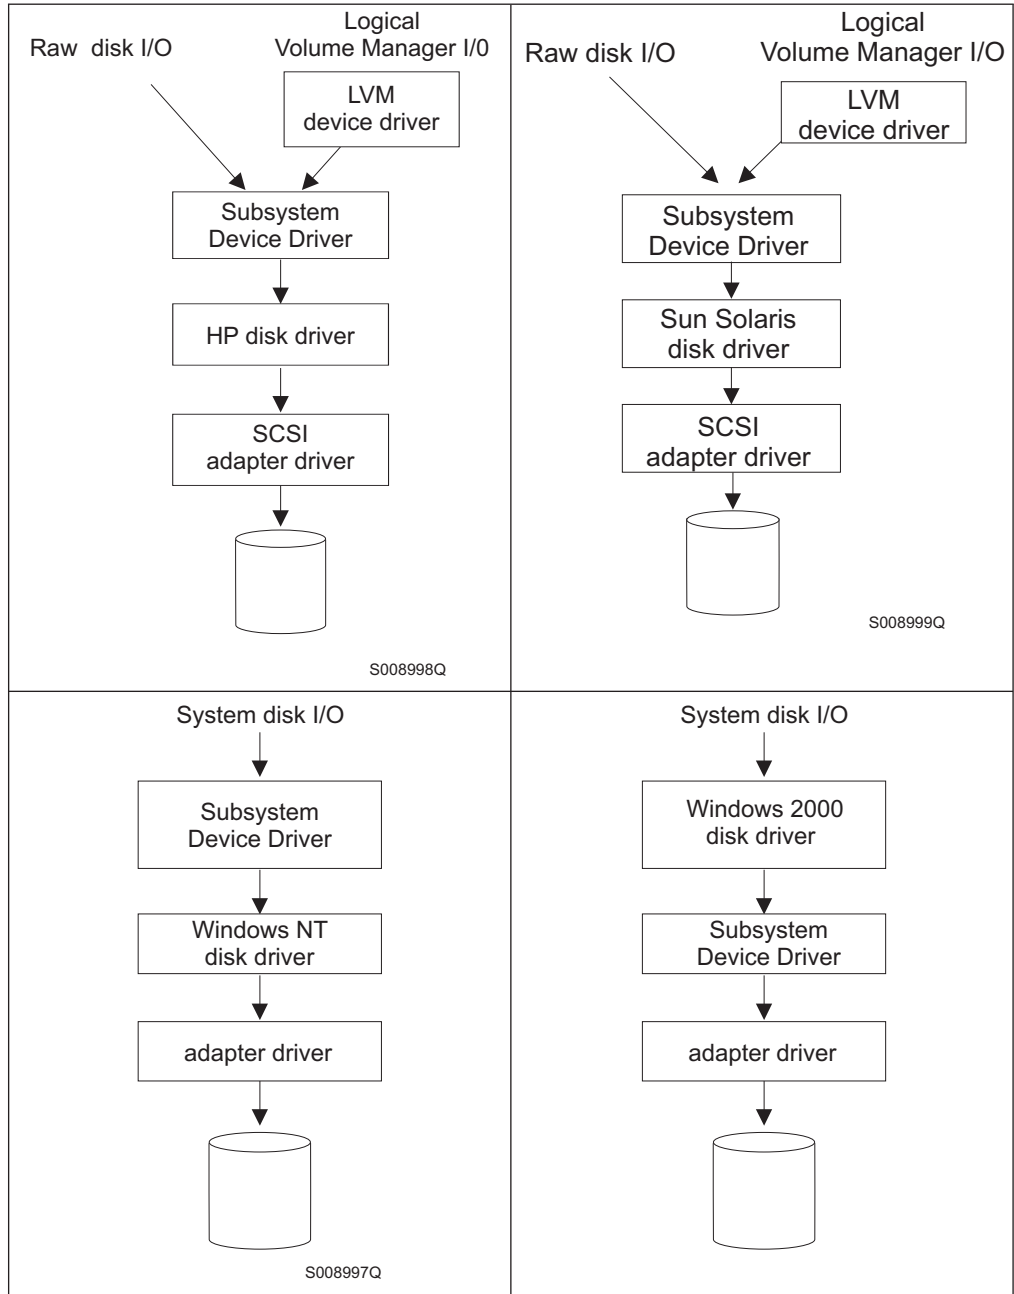 Raw disk I/O
Logical
Volume Manager I/0
LVM
device driver
Subsystem
Device Driver
HP disk driver
SCSI
adapter driver
S008998Q
Raw disk I/O
Logical
Volume Manager I/O
LVM
device driver
Subsystem
Device Driver
Sun Solaris
disk driver
SCSI
adapter driver
S008999Q
System disk I/O
Subsystem
Device Driver
Windows NT
disk driver
adapter driver
S008997Q
System disk I/O
Windows 2000
disk driver
Subsystem
Device Driver
adapter driver